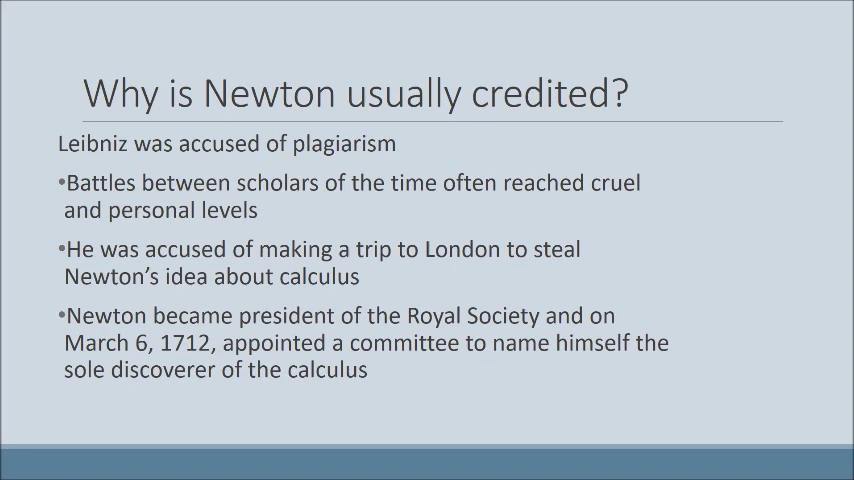 Why is Newton usually credited?
Leibniz was accused of plagiarism
•Battles between scholars of the time often reached cruel
and personal levels
•He was accused of making a trip to London to steal
Newton’s idea about calculus
•Newton became president of the Royal Society and on
March 6, 1712, appointed a committee to name himself the
sole discoverer of the calculus